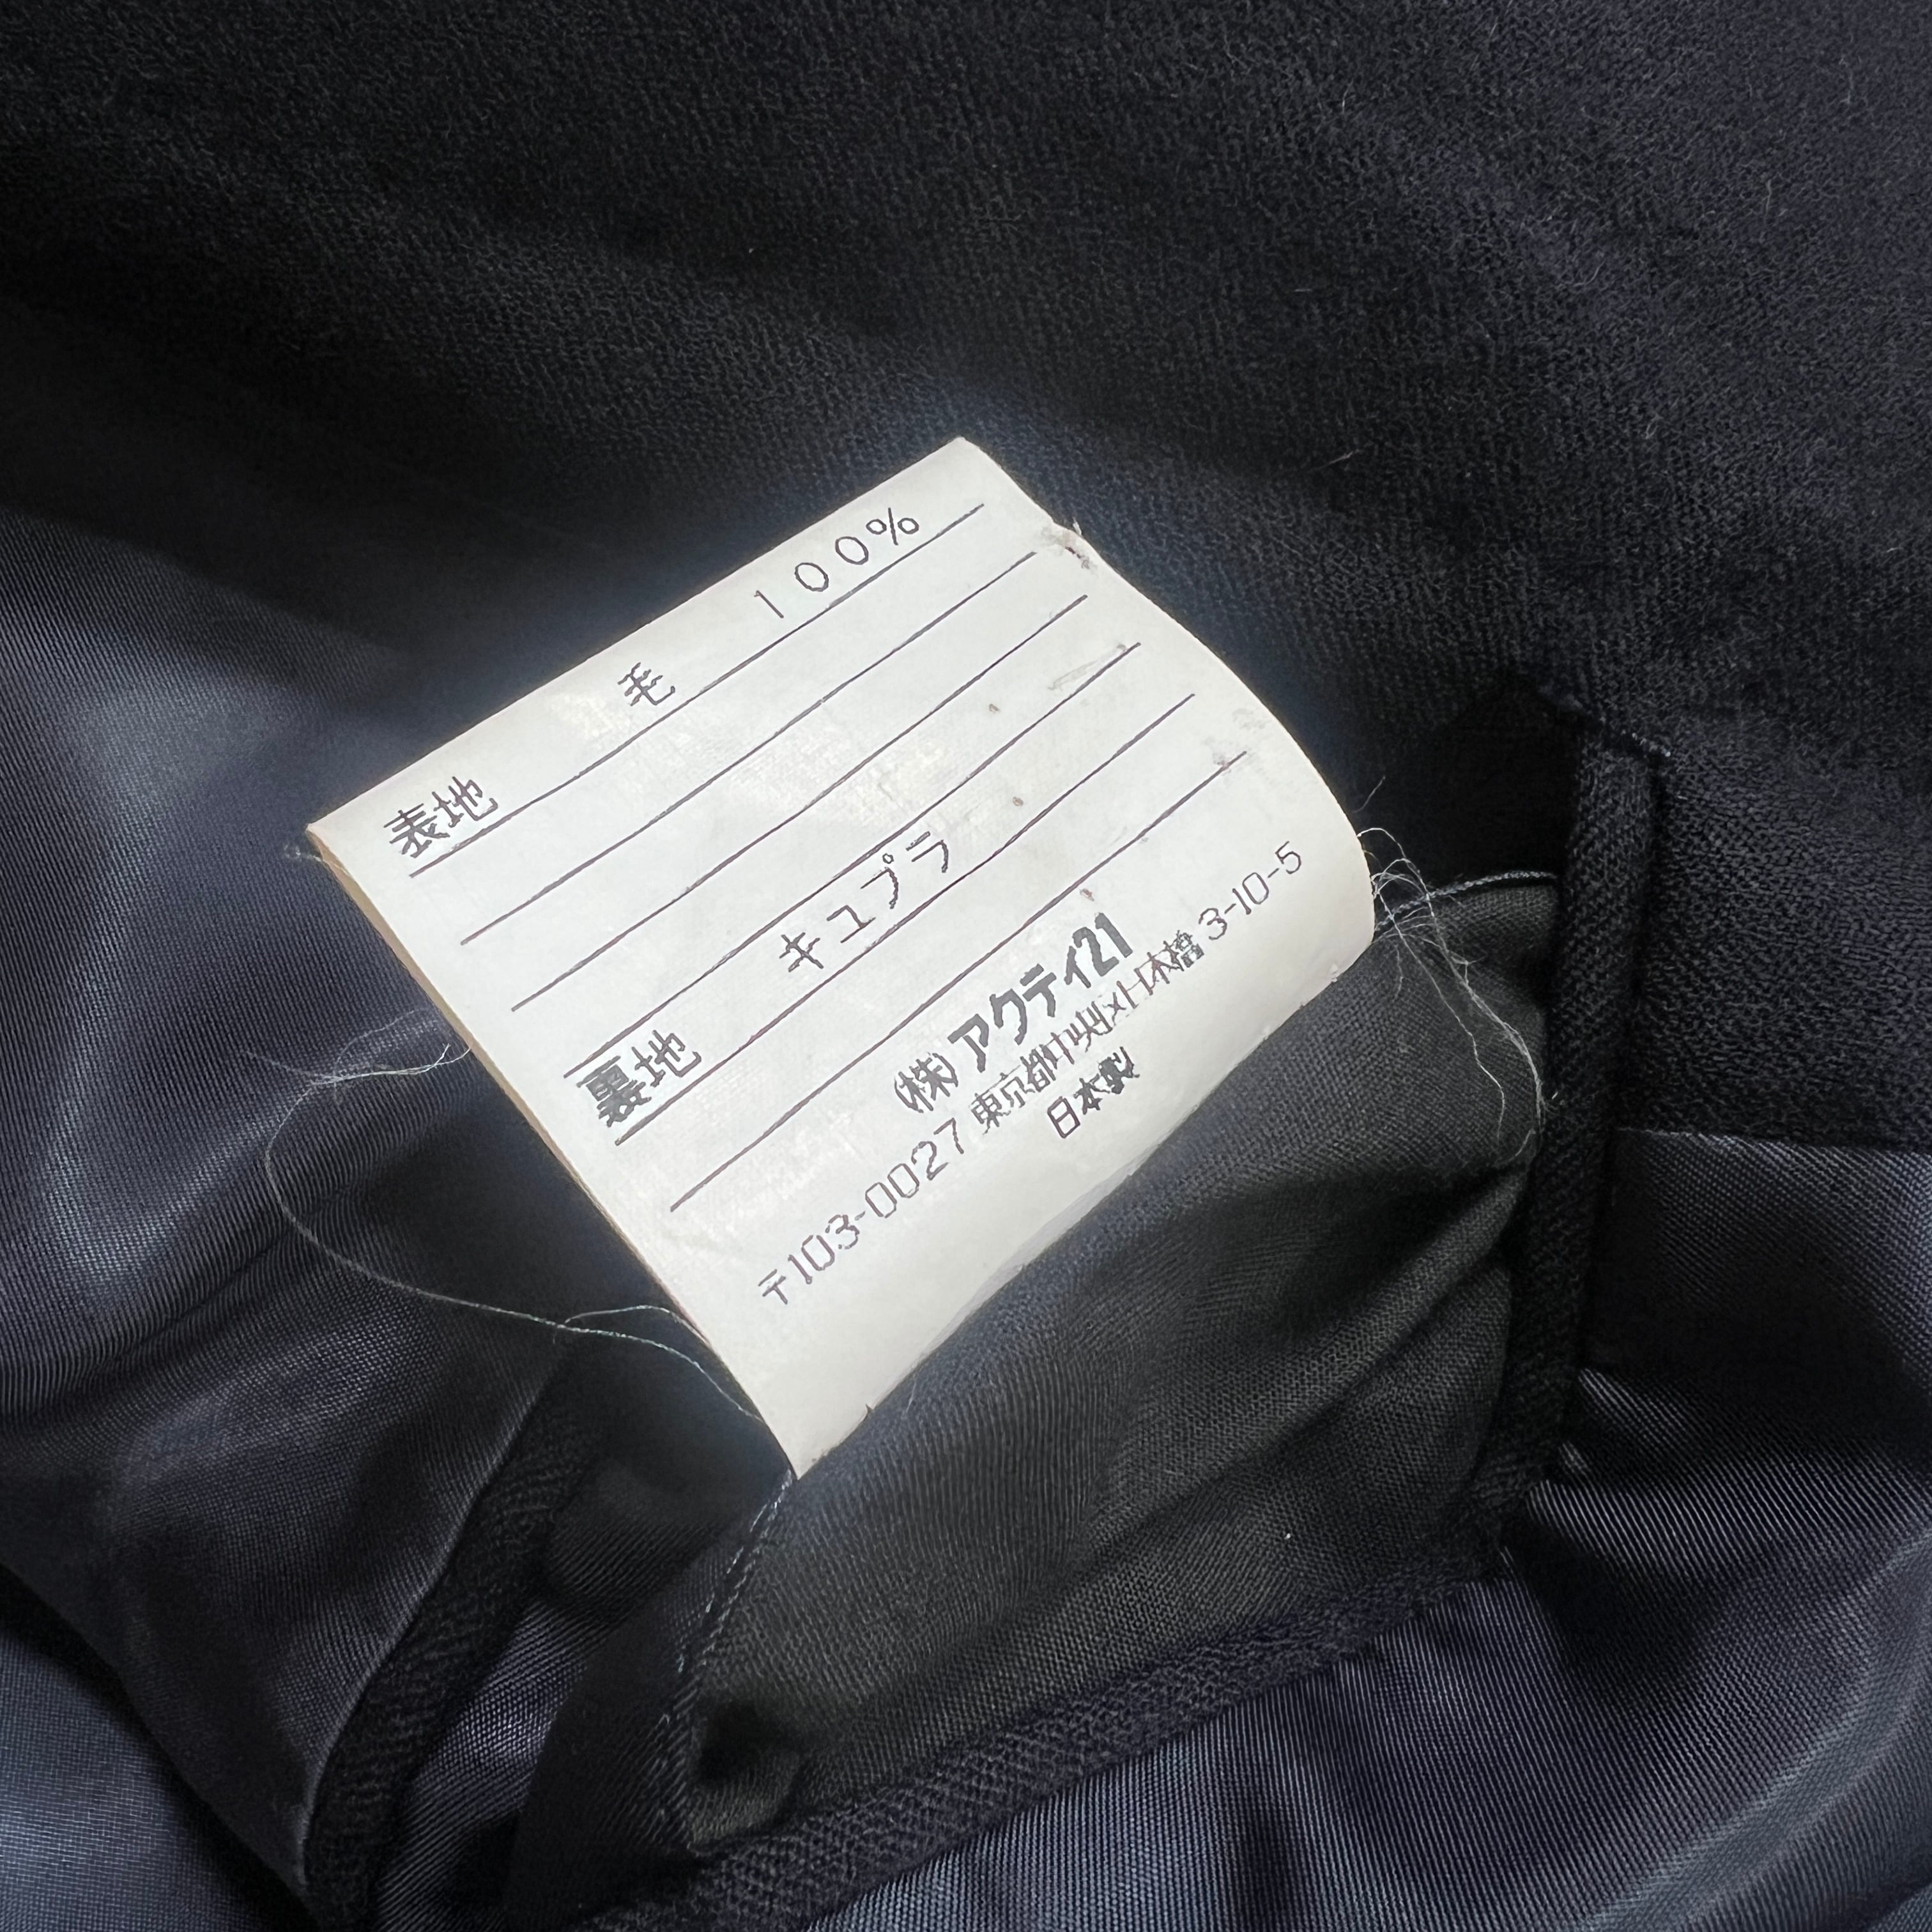 表地 毛 100%
裏地 キュプラ
(株)アクティ21
〒103-0027 東京都中央区日本橋3-10-5
日本製